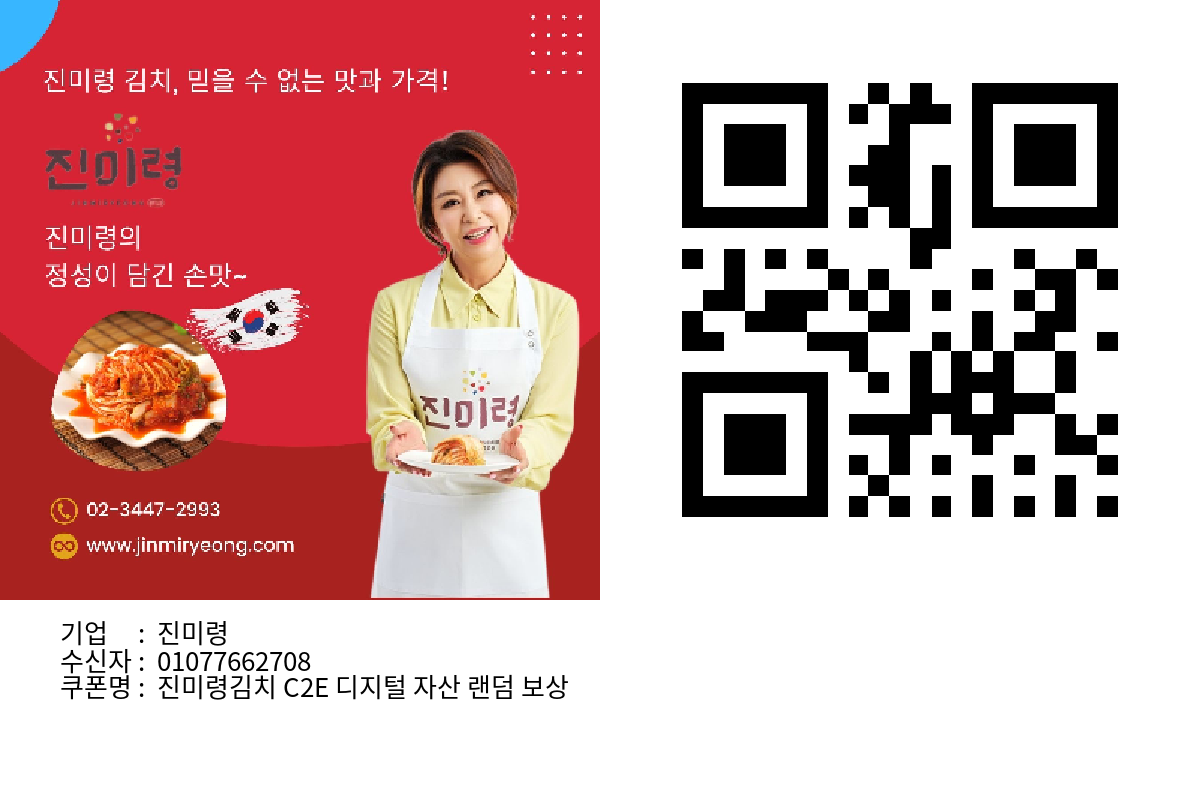 진미령 김치, 믿을 수 없는 맛과 가격!
진미령
진미령의
정성이 담긴 손맛~
진미령
02-3447-2993
www.jinmiryeong.com
기업 : 진미령
수신자 : 01077662708
쿠폰명 : 진미령김치 C2E 디지털 자산 랜덤 보상